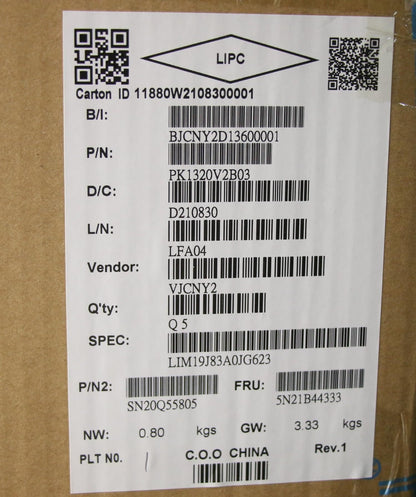 LIPC
Carton ID 11880W2108300001
B/I:
BJCNY2D13600001
P/N:
PK1320V2B03
D/C:
D210830
L/N:
LFA04
Vendor:
VJCNY2
Q'ty:
Q 5
SPEC:
LIM19J83A0JG623
P/N2: FRU:
SN20Q55805 5N21B44333
NW: 0.80 kgs GW: 3.33 kgs
PLT NO. / C.O.O CHINA Rev.1